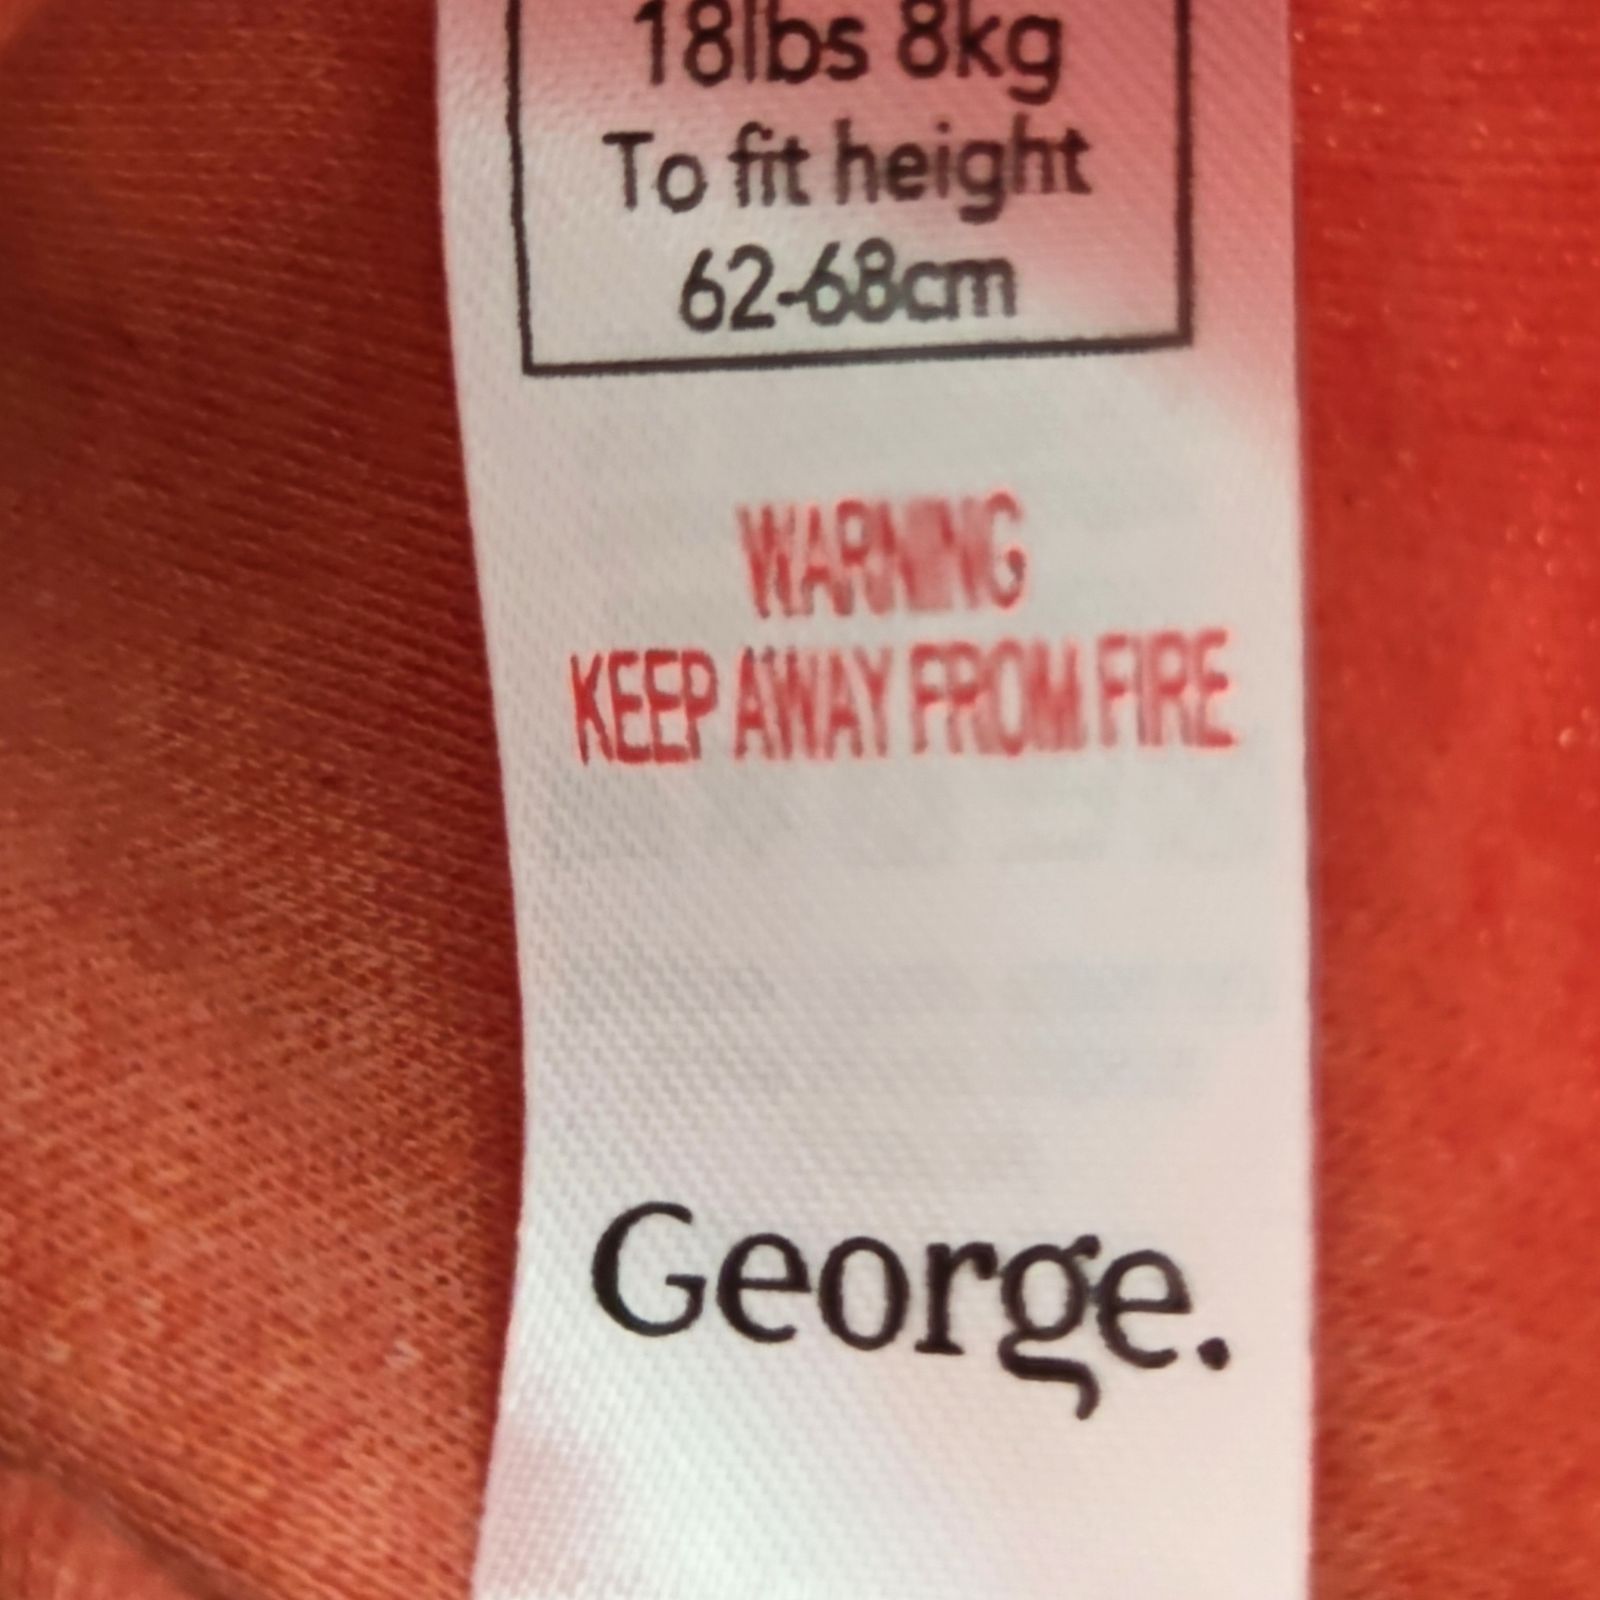 18lbs 8kg
To fit height
62-68cm
WARNING
KEEP AWAY FROM FIRE
George.